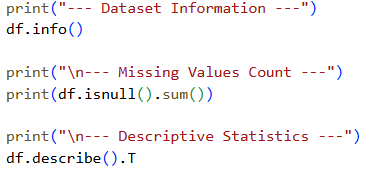 print("--- Dataset Information ---")
df.info()
print("\n--- Missing Values Count ---")
print(df.isnull().sum())
print("\n--- Descriptive Statistics ---")
df.describe().T